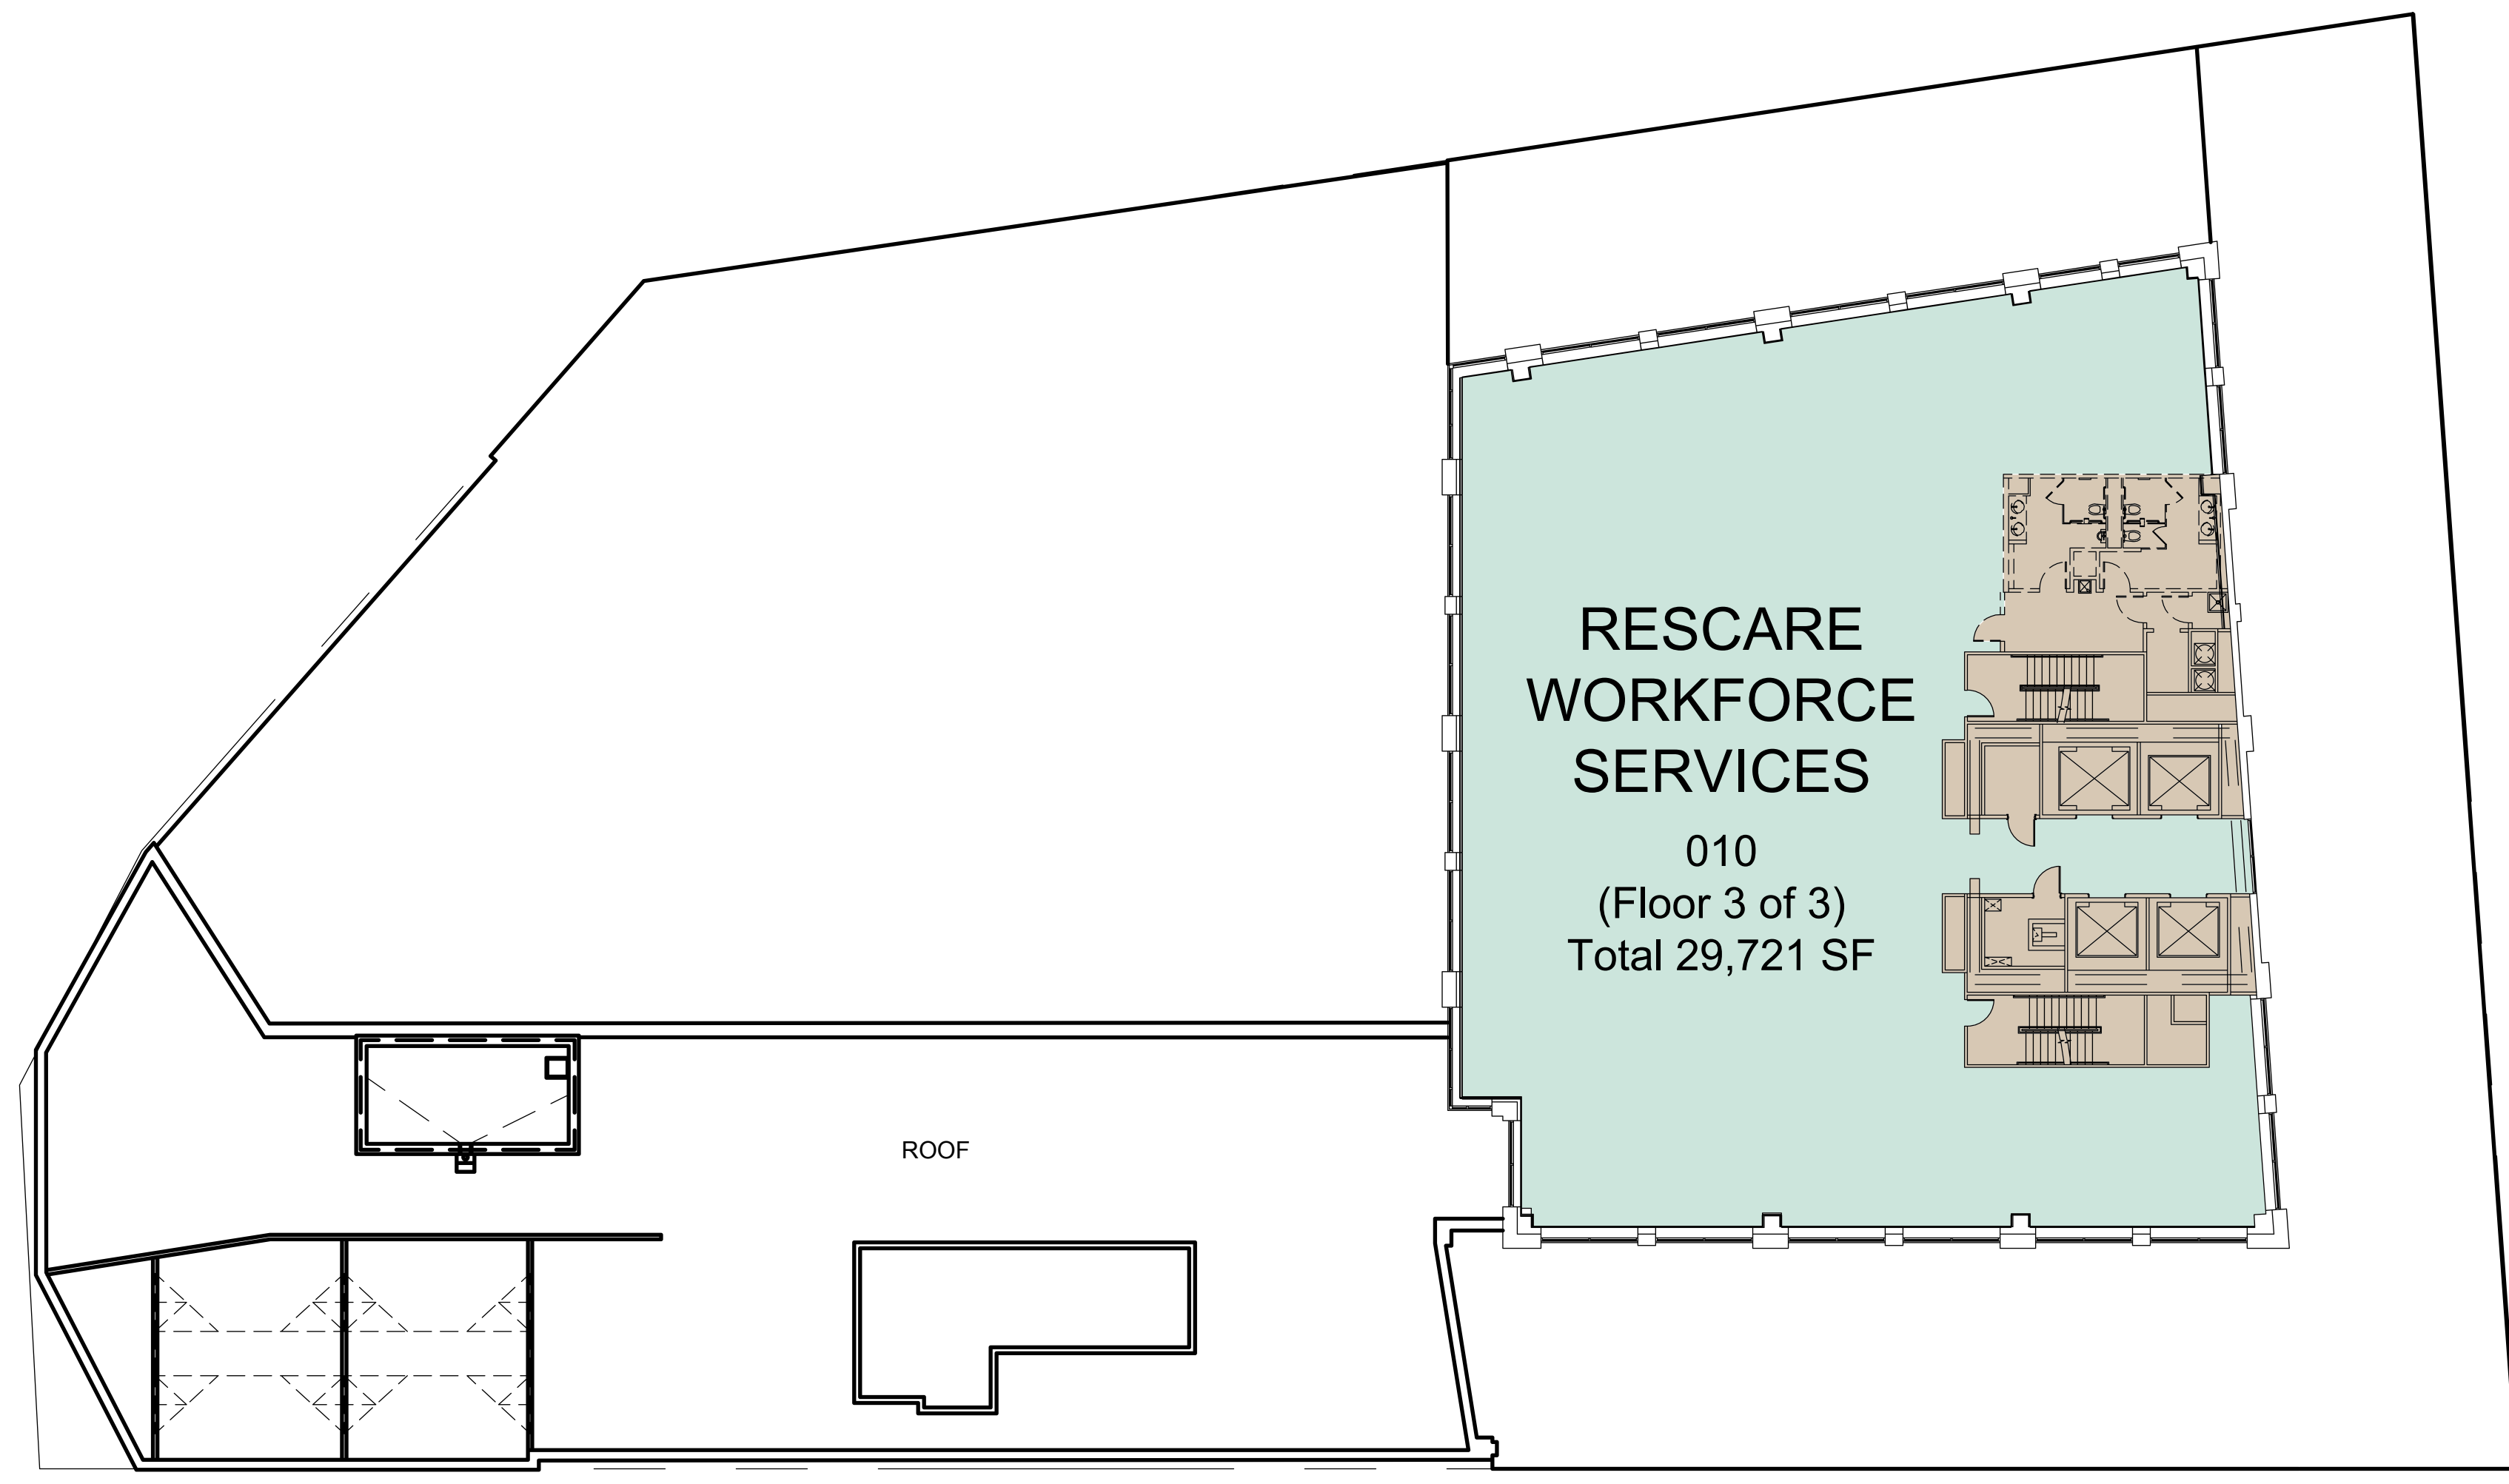 RESCARE
WORKFORCE
SERVICES
010
(Floor 3 of 3)
Total 29,721 SF
ROOF